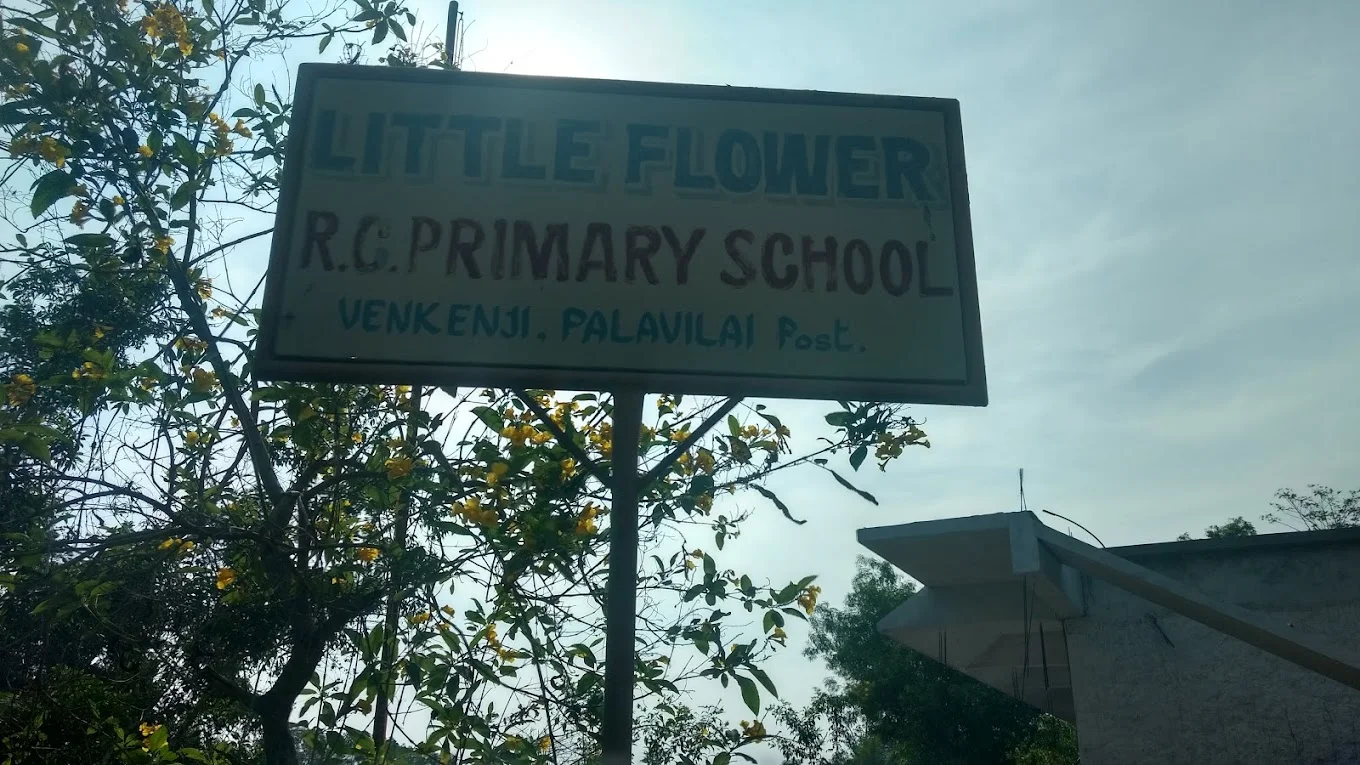 LITTLE FLOWER
R.C. PRIMARY SCHOOL
VENKENJI. PALAVILAI Post.